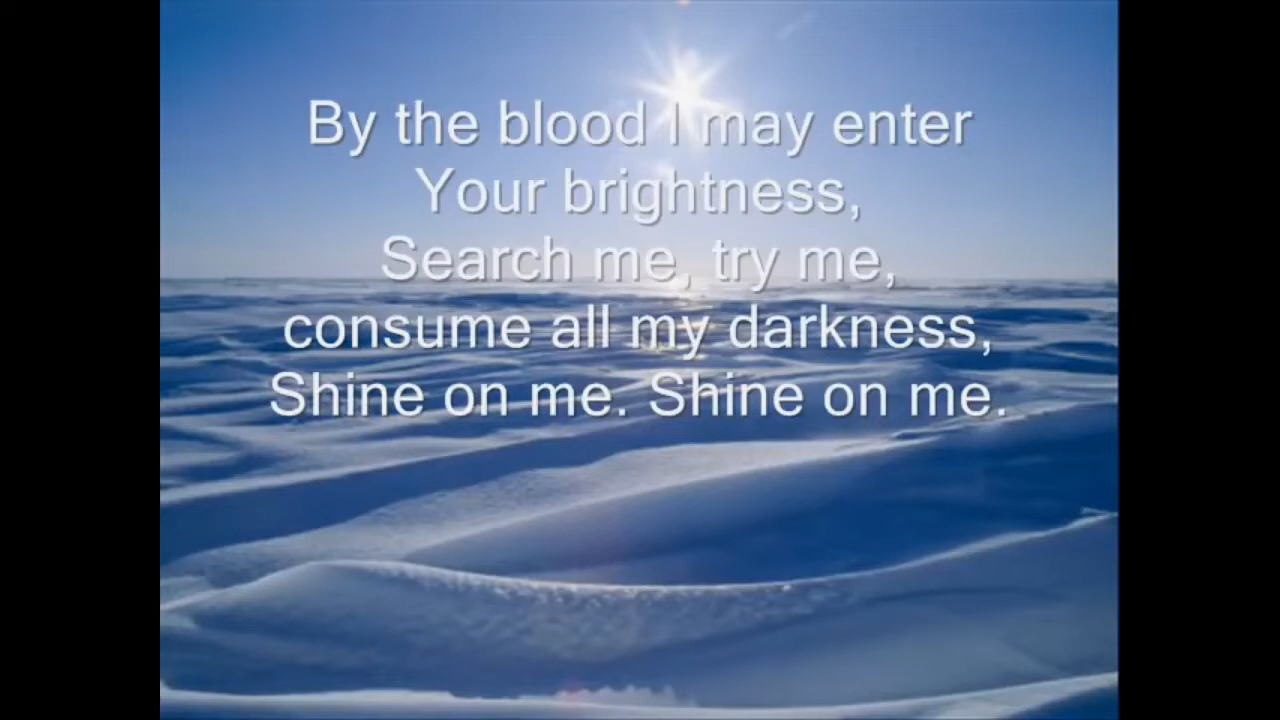 By the blood I may enter
Your brightness,
Search me, try me,
consume all my darkness,
Shine on me. Shine on me.